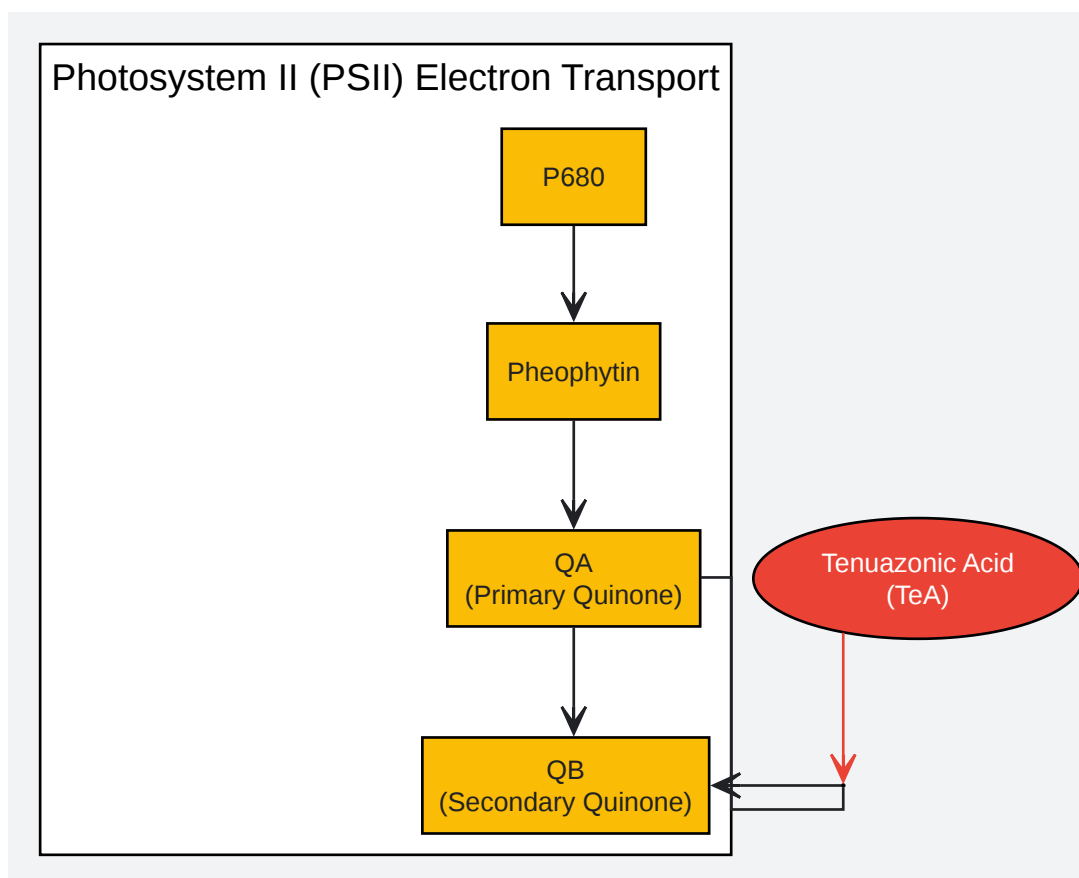 Photosystem II (PSII) Electron Transport
P680
Pheophytin
QA
(Primary Quinone)
Tenuazonic Acid
(TeA)
QB
(Secondary Quinone)